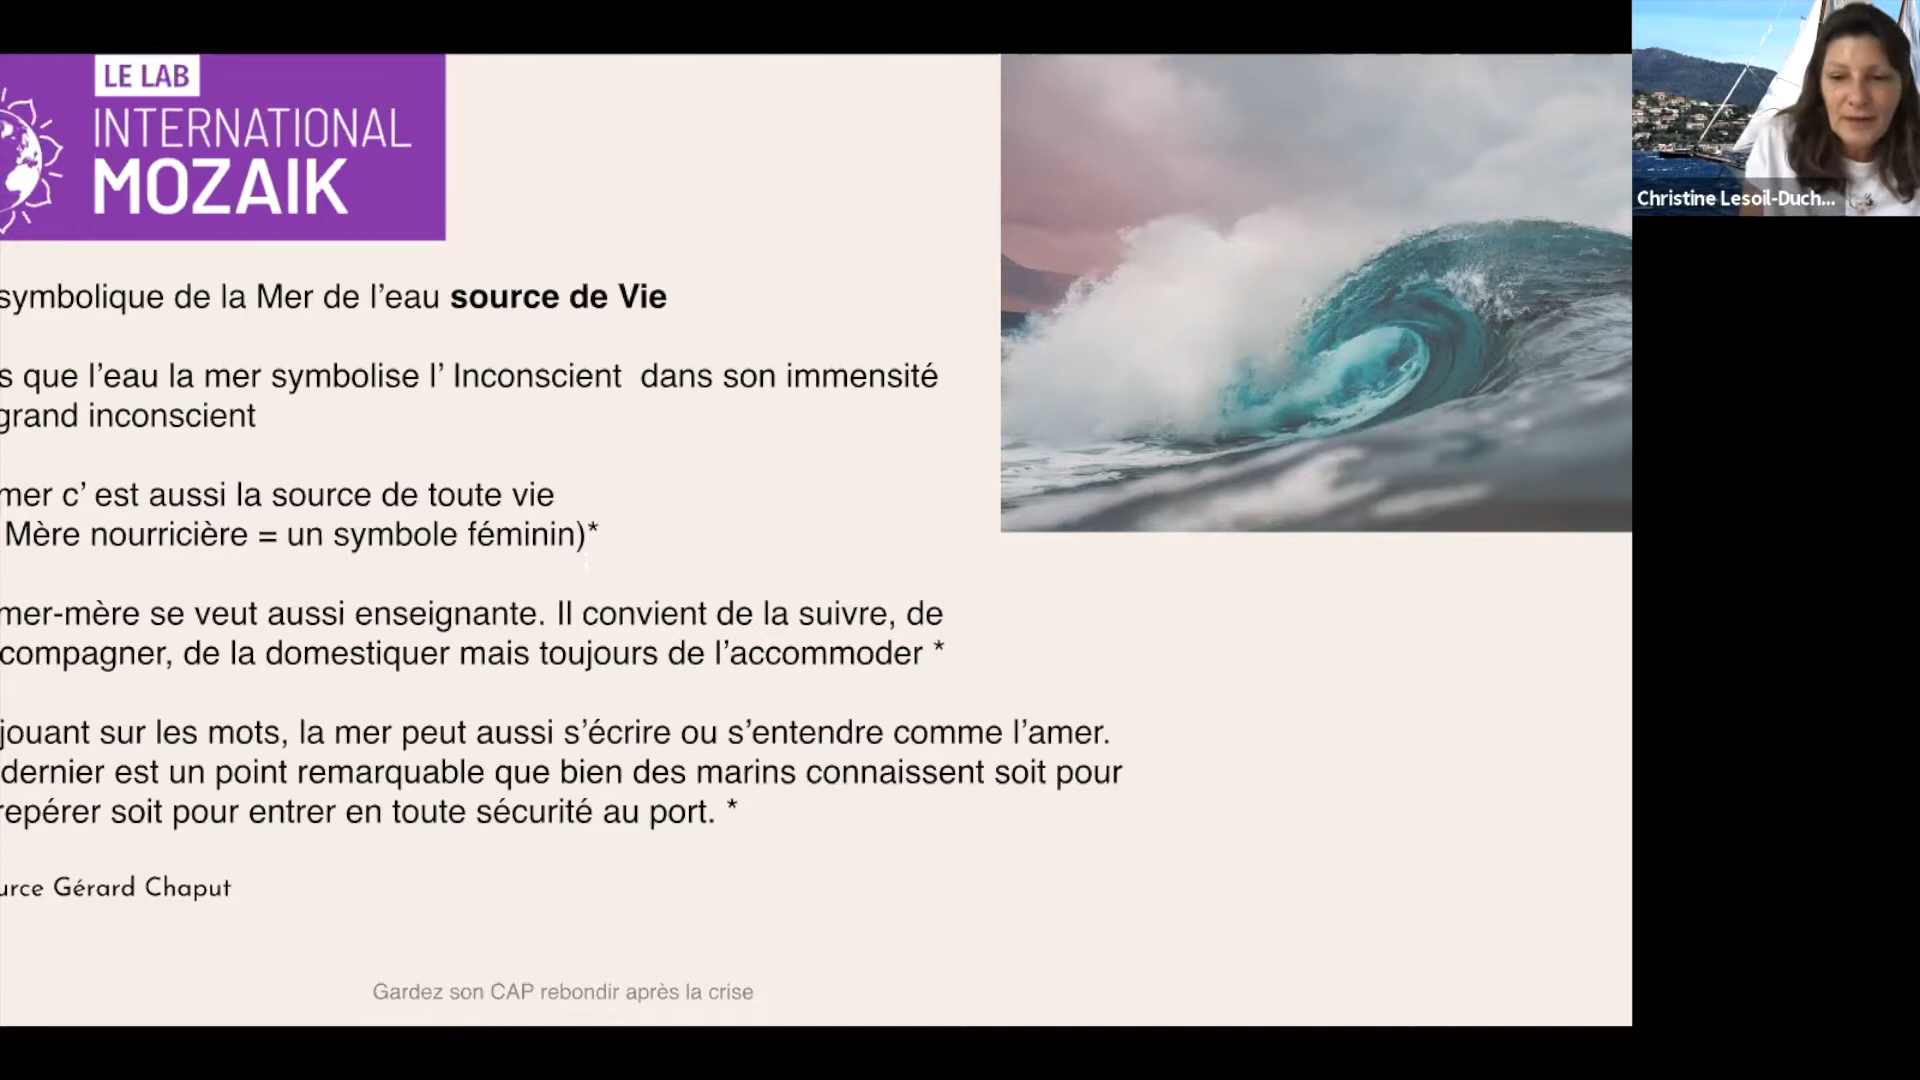 LE LAB
INTERNATIONAL
MOZAIK
Christine Lesoil-Duch...
symbolique de la Mer de l’eau source de Vie
s que l’eau la mer symbolise l’ Inconscient dans son immensité
grand inconscient
mer c’ est aussi la source de toute vie
Mère nourricière = un symbole féminin)*
mer-mère se veut aussi enseignante. Il convient de la suivre, de
compagner, de la domestiquer mais toujours de l’accommoder *
jouant sur les mots, la mer peut aussi s’écrire ou s’entendre comme l’amer.
dernier est un point remarquable que bien des marins connaissent soit pour
repérer soit pour entrer en toute sécurité au port. *
urce Gérard Chaput
Gardez son CAP rebondir après la crise